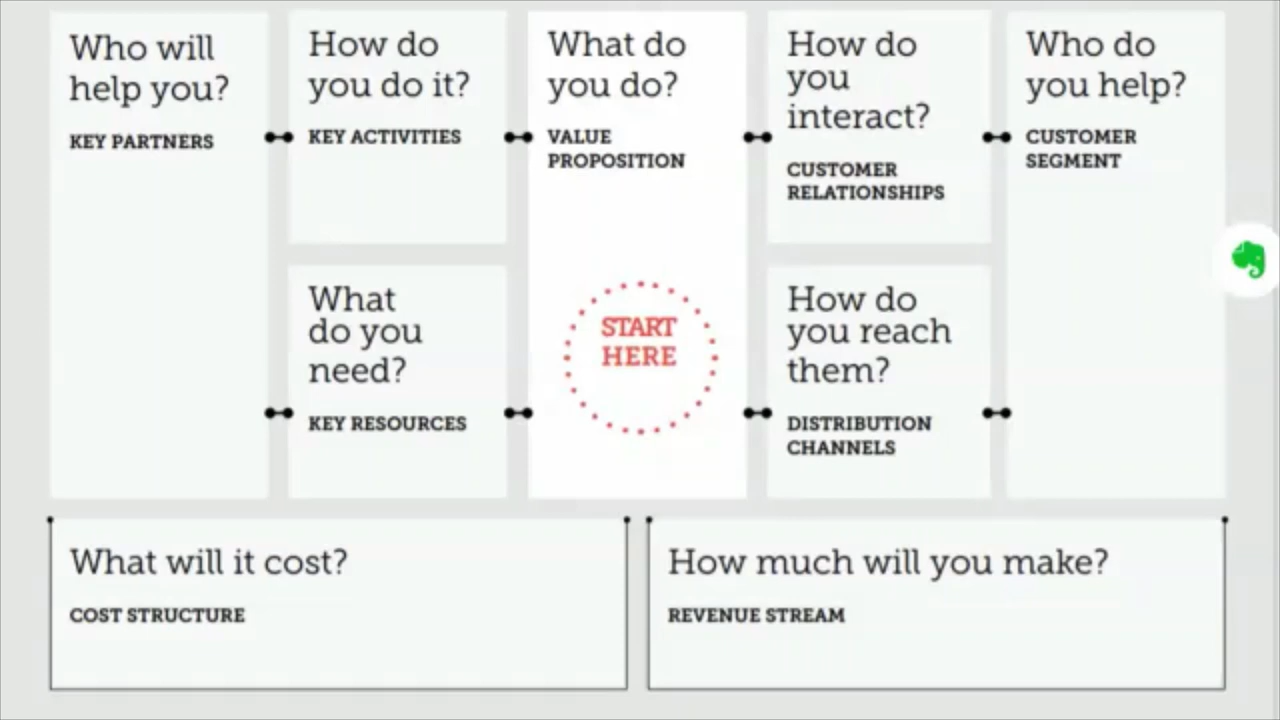 Who will
help you?
KEY PARTNERS
How do
you do it?
KEY ACTIVITIES
What
do you
need?
KEY RESOURCES
What do
you do?
VALUE
PROPOSITION
START
HERE
How do
you
interact?
CUSTOMER
RELATIONSHIPS
How do
you reach
them?
DISTRIBUTION
CHANNELS
Who do
you help?
CUSTOMER
SEGMENT
What will it cost?
COST STRUCTURE
How much will you make?
REVENUE STREAM